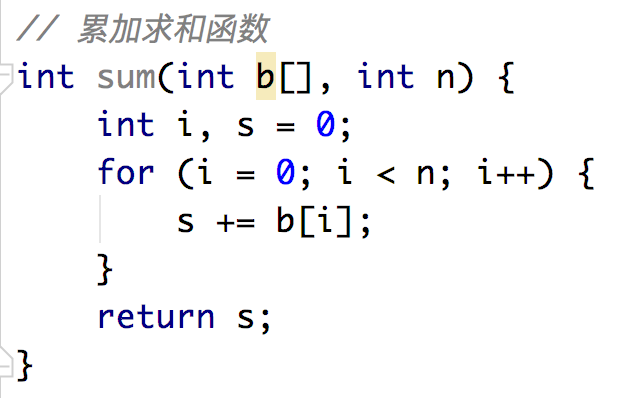 // 累加求和函数
int sum(int b[], int n) {
    int i, s = 0;
    for (i = 0; i < n; i++) {
        s += b[i];
    }
    return s;
}